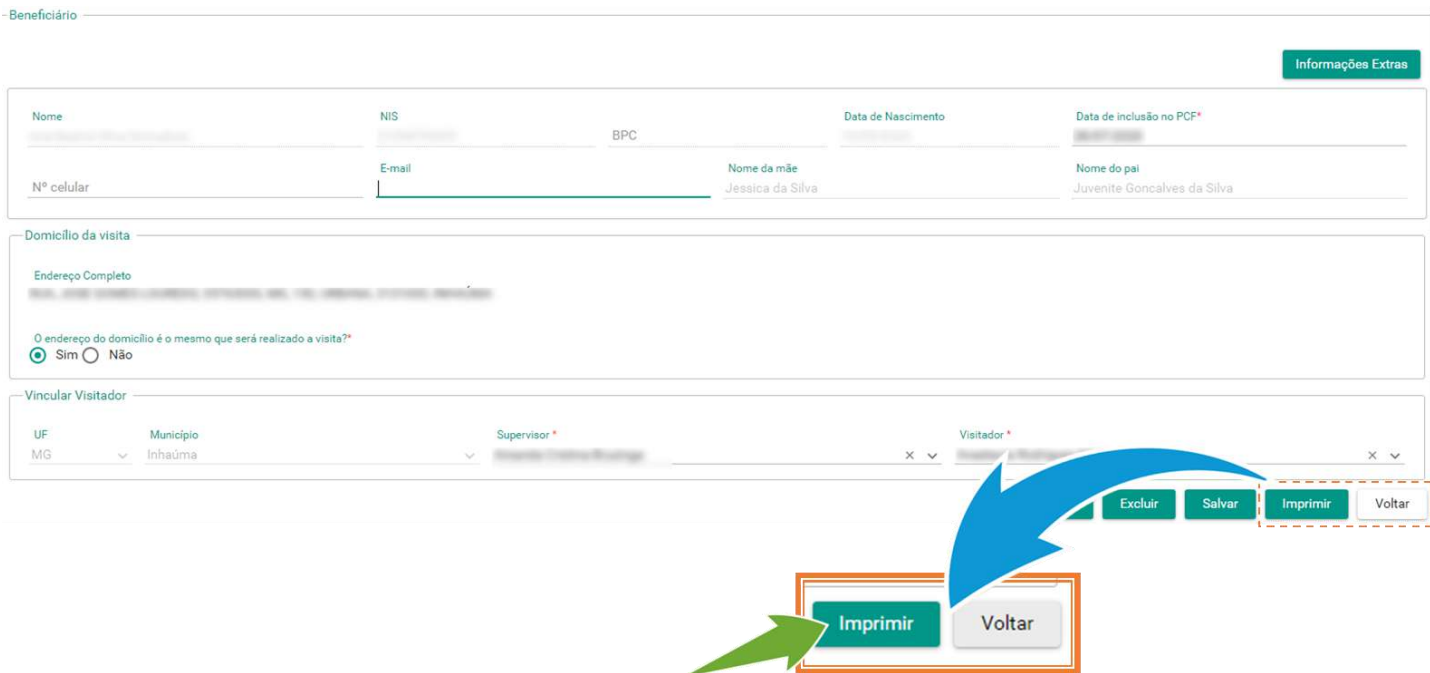 Beneficiário
Informações Extras
Nome NIS Data de Nascimento Data de inclusão no PCF*
BPC
E-mail Nome da mãe Nome do pai
Nº celular Jessica da Silva Juvenite Goncalves da Silva
Domicílio da visita
Endereço Completo
O endereço do domicílio é o mesmo que será realizado a visita?*
Sim Não
Vincular Visitador
UF Município Supervisor * Visitador *
MG Inhaúma
Excluir Salvar Imprimir Voltar
Imprimir Voltar